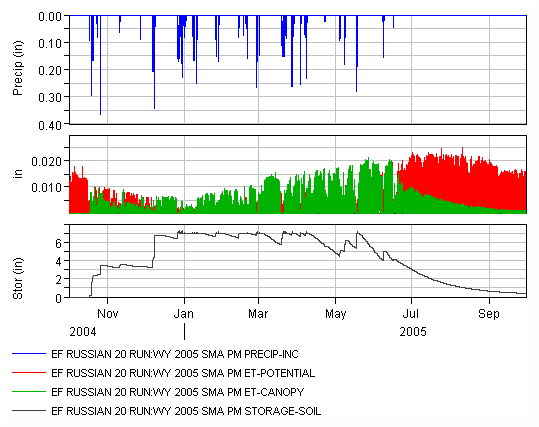 0.00
0.10
0.20
0.30
0.40
Precip (in)
0.020
0.010
in
6
4
2
0
Stor (in)
Nov Jan Mar May Jul Sep
2004 2005
EF RUSSIAN 20 RUN:WY 2005 SMA PM PRECIP-INC
EF RUSSIAN 20 RUN:WY 2005 SMA PM ET-POTENTIAL
EF RUSSIAN 20 RUN:WY 2005 SMA PM ET-CANOPY
EF RUSSIAN 20 RUN:WY 2005 SMA PM STORAGE-SOIL